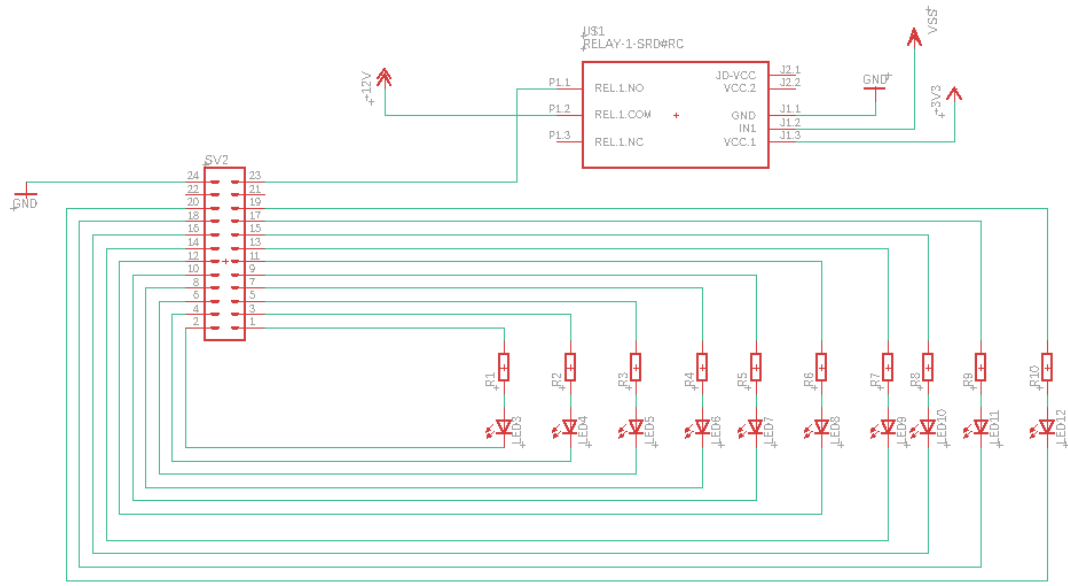 U$1
RELAY-1-SRD#RC
VSS
+12V
GND
+3V3
P1.1 REL.1.NO JD-VCC J2.1
VCC.2 J2.2
P1.2 REL.1.COM GND J1.1
IN1 J1.2
P1.3 REL.1.NC VCC.1 J1.3
SV2
GND
24 23
22 21
20 19
18 17
16 15
14 13
12 11
10 9
8 7
6 5
4 3
2 1
R1 R2 R3 R4 R5 R6 R7 R8 R9 R10
LED3 LED4 LED5 LED6 LED7 LED8 LED9 LED10 LED11 LED12